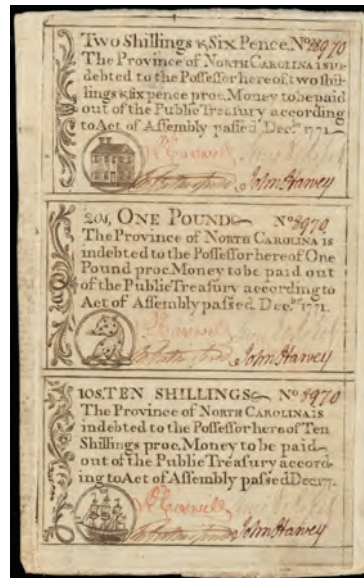 Two Shillings & Six Pence. No 28970
The Province of NORTH CAROLINA is in-
debted to the Possessor hereof, two shil-
lings & six pence proc. Money to be paid
out of the Public Treasury according
to Act of Assembly passed Decr. 1771
John Harvey
20s, ONE POUND No 8970
The Province of NORTH CAROLINA is
indebted to the Possessor hereof One
Pound proc. Money to be paid out
of the Public Treasury according to
Act of Assembly passed Decr. 1771.
John Harvey
10s. TEN SHILLINGS No 8970
The Province of NORTH CAROLINA is
indebted to the Possessor hereof Ten
Shillings proc. Money to be paid
out of the Public Treasury accord-
ing to Act of Assembly passed Dec. 177
John Harvey